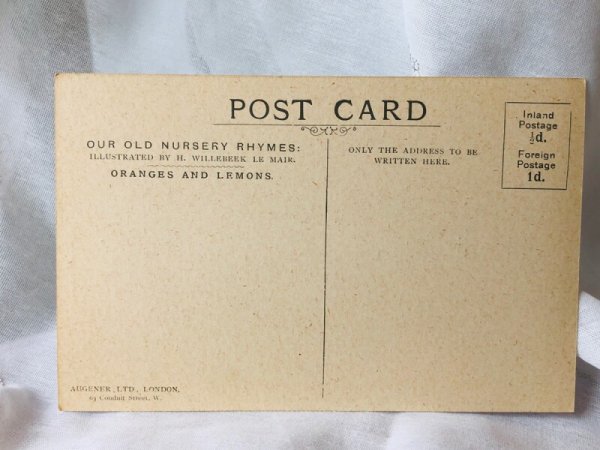 POST CARD
OUR OLD NURSERY RHYMES:
ILLUSTRATED BY H. WILLEBEEK LE MAIR.
ORANGES AND LEMONS.
ONLY THE ADDRESS TO BE
WRITTEN HERE.
Inland
Postage
½d.
Foreign
Postage
1d.
AUGENER LTD., LONDON,
63 Conduit Street, W.